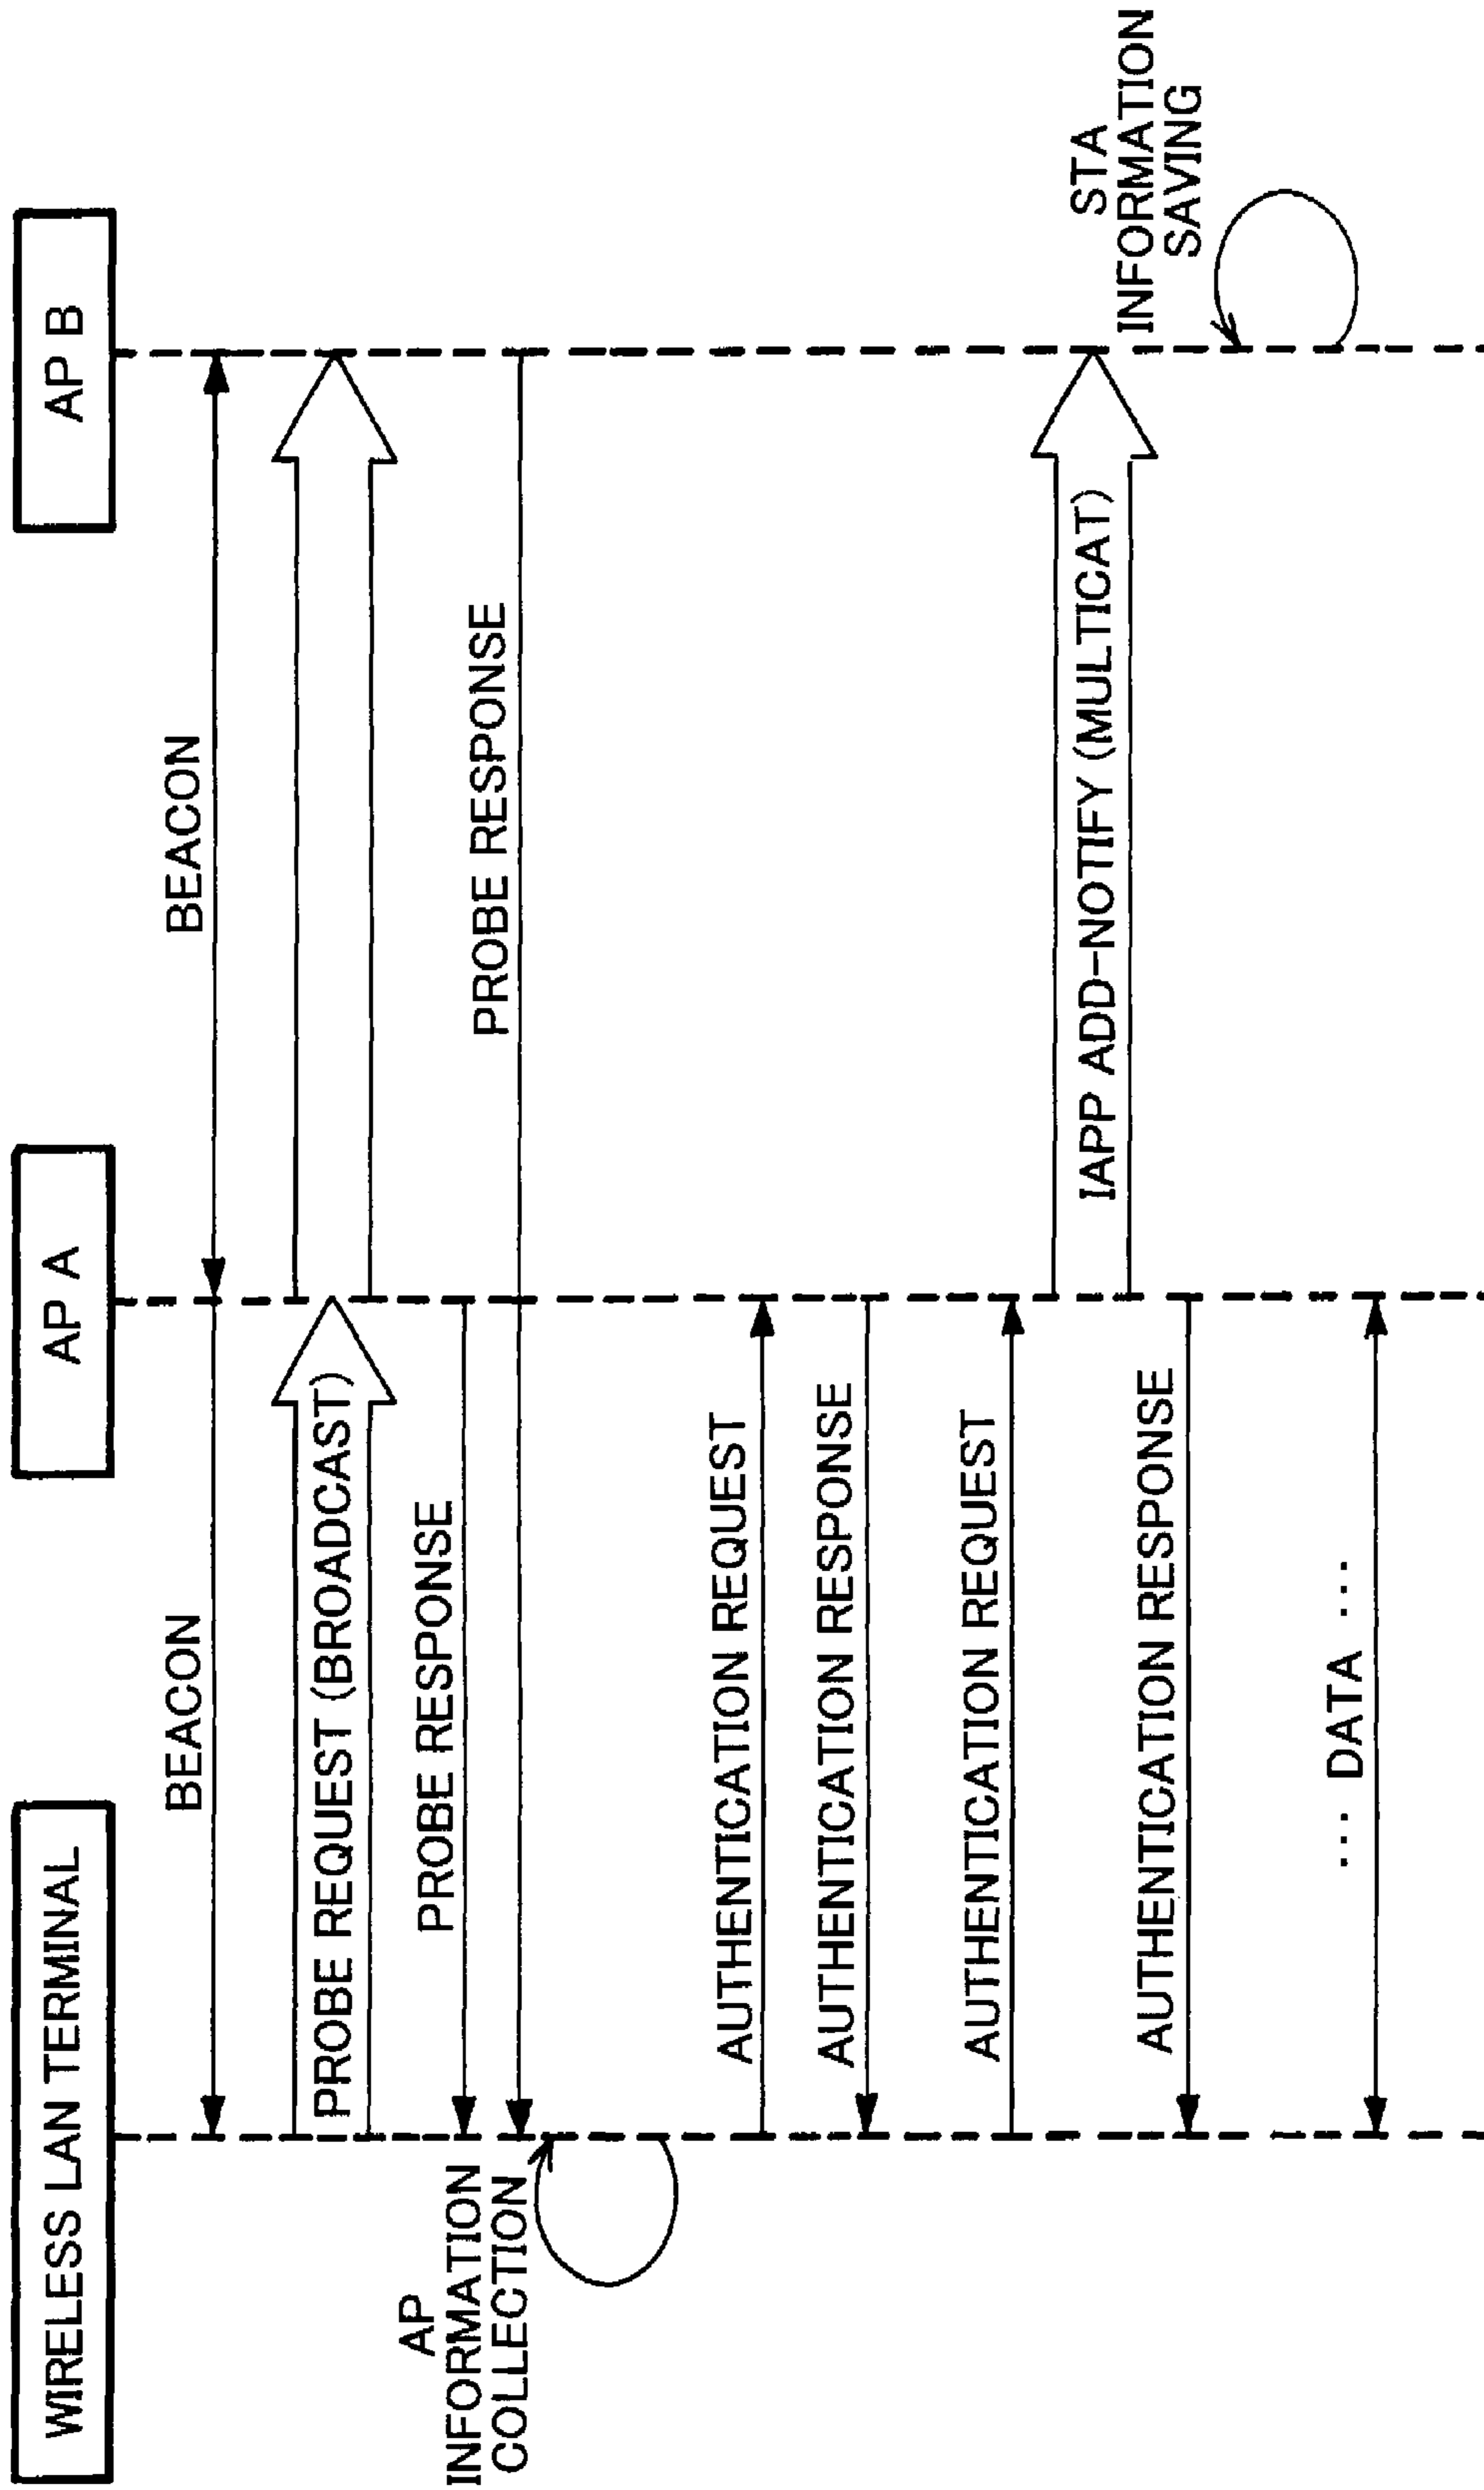 WIRELESS LAN TERMINAL
AP A
AP B
BEACON
BEACON
PROBE REQUEST (BROADCAST)
PROBE RESPONSE
PROBE RESPONSE
AP
INFORMATION
COLLECTION
AUTHENTICATION REQUEST
AUTHENTICATION RESPONSE
AUTHENTICATION REQUEST
IAPP ADD-NOTIFY (MULTICAT)
STA
INFORMATION
SAVING
AUTHENTICATION RESPONSE
... DATA ...